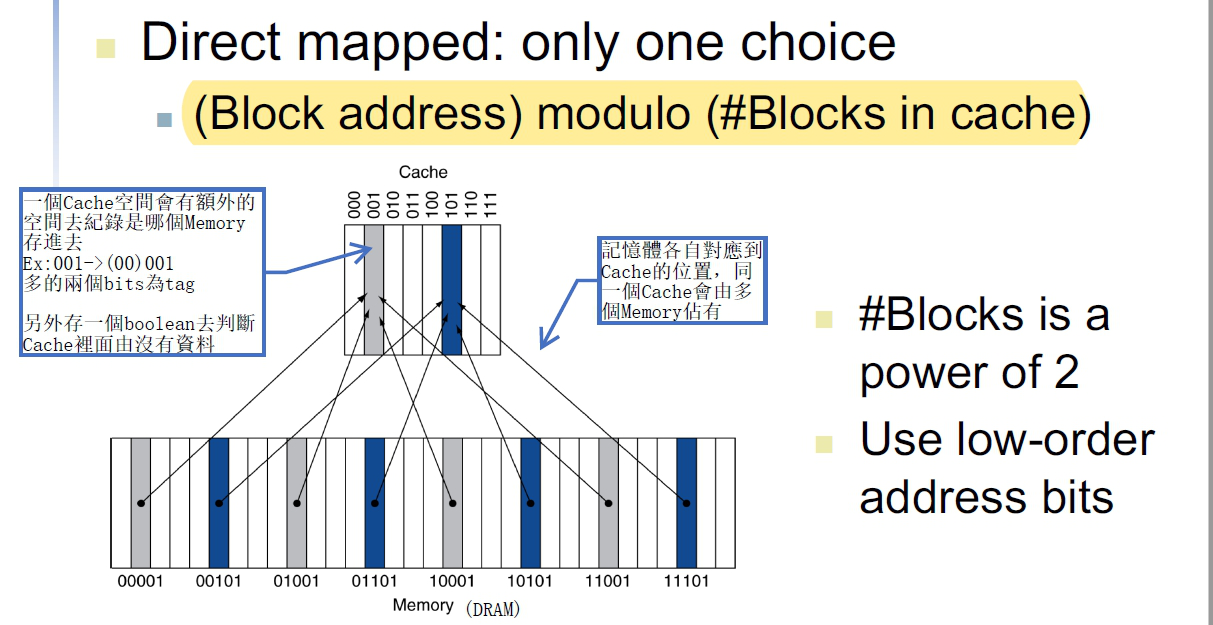 Direct mapped: only one choice
(Block address) modulo (#Blocks in cache)
Cache
000 001 010 011 100 101 110 111
一個Cache空間會有額外的
空間去紀錄是哪個Memory
存進去
Ex:001->(00)001
多的兩個bits為tag
另外存一個boolean去判斷
Cache裡面由沒有資料
記憶體各自對應到
Cache的位置，同
一個Cache會由多
個Memory佔有
#Blocks is a
power of 2
Use low-order
address bits
00001 00101 01001 01101 10001 10101 11001 11101
Memory (DRAM)